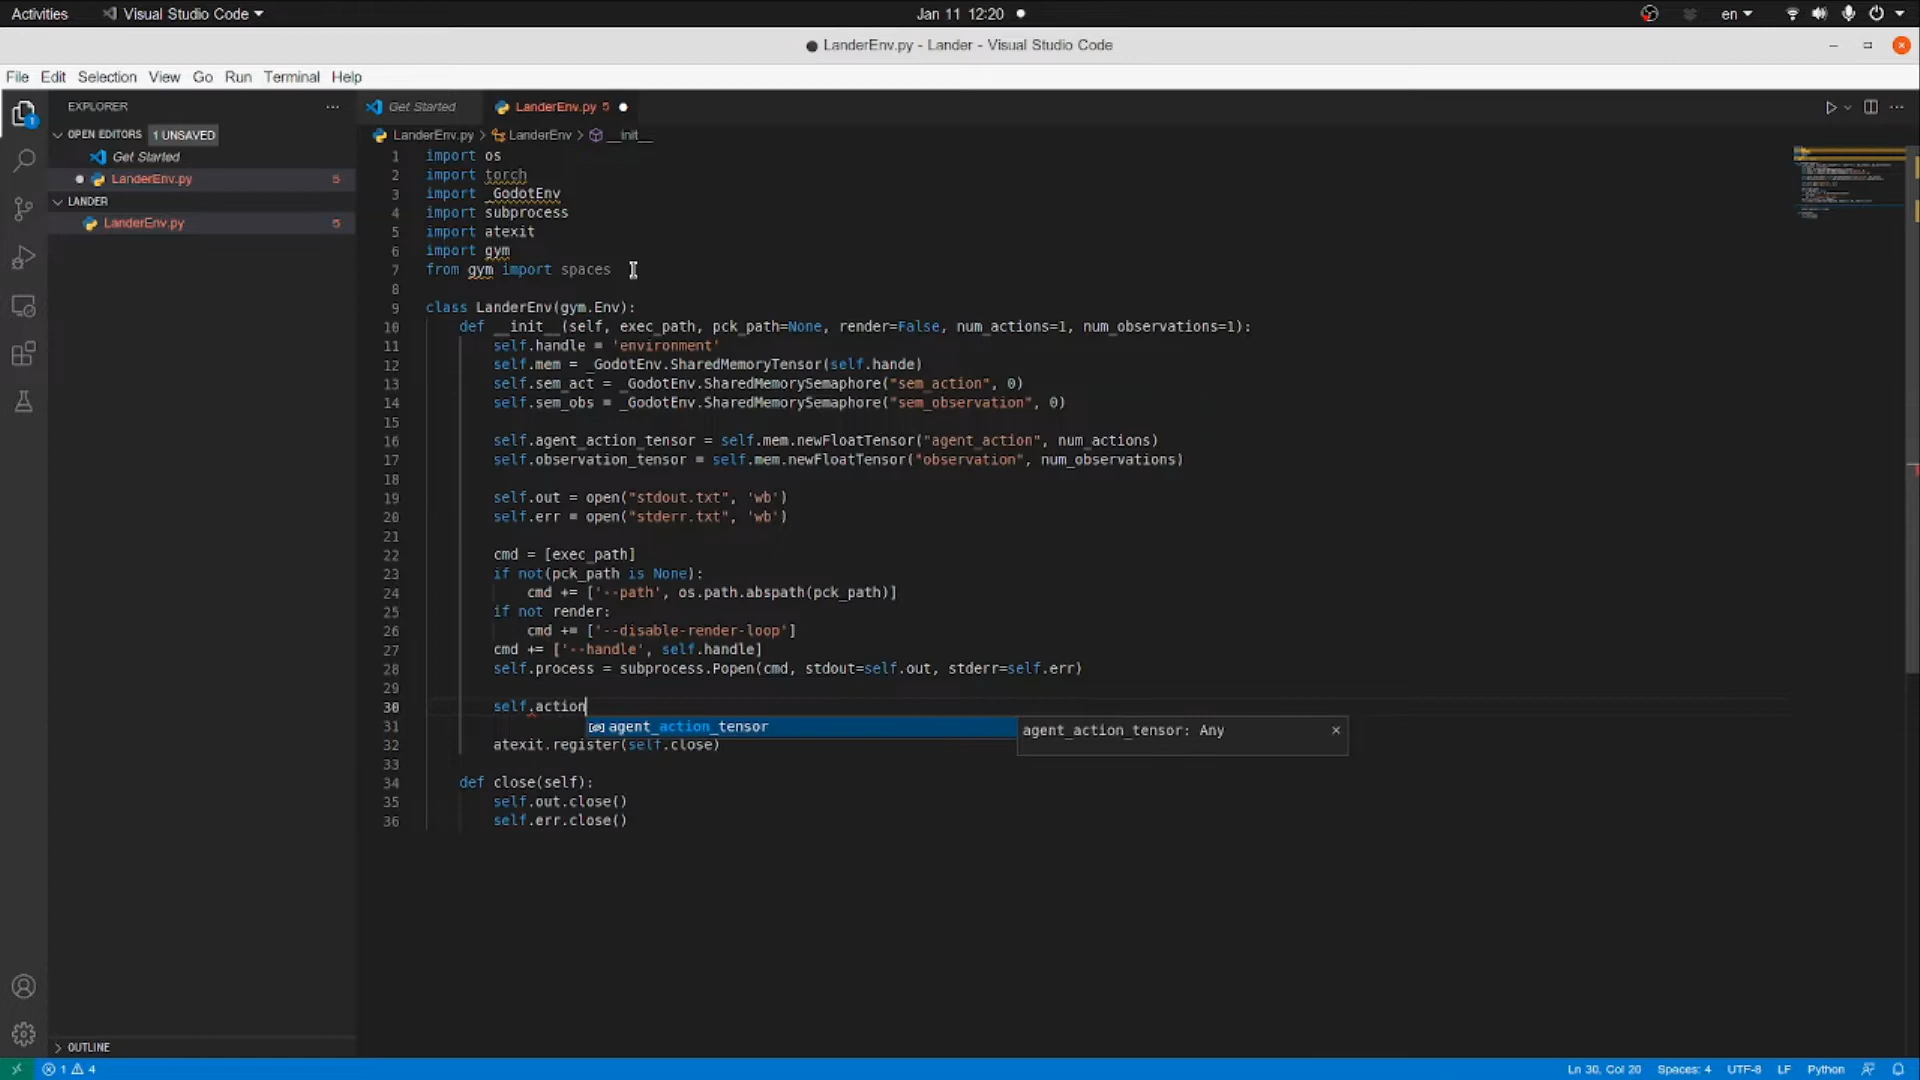 Activities Visual Studio Code Jan 11 12:20 en
LanderEnv.py - Lander - Visual Studio Code
File Edit Selection View Go Run Terminal Help
EXPLORER
OPEN EDITORS 1 UNSAVED
Get Started
LanderEnv.py 5
LANDER
LanderEnv.py 5
OUTLINE
1
Get Started LanderEnv.py 5
LanderEnv.py > LanderEnv > __init__
1 import os
2 import torch
3 import _GodotEnv
4 import subprocess
5 import atexit
6 import gym
7 from gym import spaces
8
9 class LanderEnv(gym.Env):
10 def __init__(self, exec_path, pck_path=None, render=False, num_actions=1, num_observations=1):
11 self.handle = 'environment'
12 self.mem = _GodotEnv.SharedMemoryTensor(self.hande)
13 self.sem_act = _GodotEnv.SharedMemorySemaphore("sem_action", 0)
14 self.sem_obs = _GodotEnv.SharedMemorySemaphore("sem_observation", 0)
15
16 self.agent_action_tensor = self.mem.newFloatTensor("agent_action", num_actions)
17 self.observation_tensor = self.mem.newFloatTensor("observation", num_observations)
18
19 self.out = open("stdout.txt", 'wb')
20 self.err = open("stderr.txt", 'wb')
21
22 cmd = [exec_path]
23 if not(pck_path is None):
24 cmd += ['--path', os.path.abspath(pck_path)]
25 if not render:
26 cmd += ['--disable-render-loop']
27 cmd += ['--handle', self.handle]
28 self.process = subprocess.Popen(cmd, stdout=self.out, stderr=self.err)
29
30 self.action
31 agent_action_tensor agent_action_tensor: Any
32 atexit.register(self.close)
33
34 def close(self):
35 self.out.close()
36 self.err.close()
1 4 Ln 30, Col 20 Spaces: 4 UTF-8 LF Python